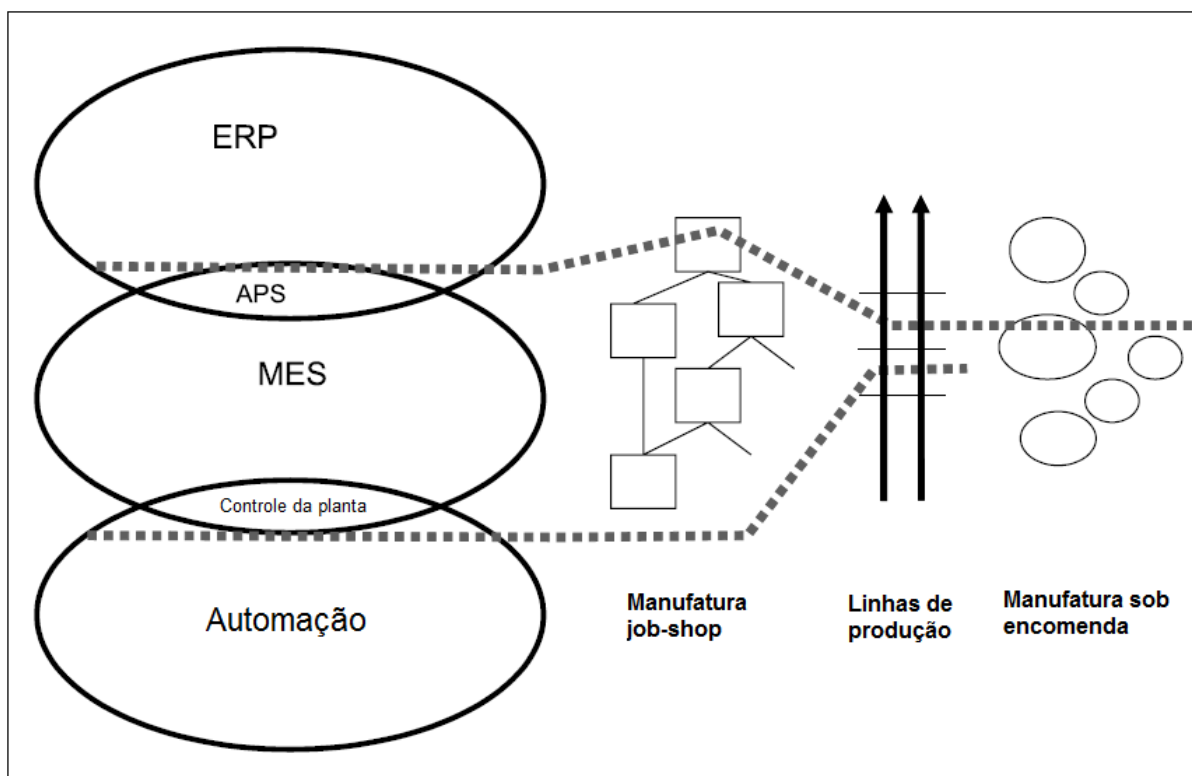 ERP
APS
MES
Controle da planta
Automação
Manufatura
job-shop
Linhas de
produção
Manufatura sob
encomenda